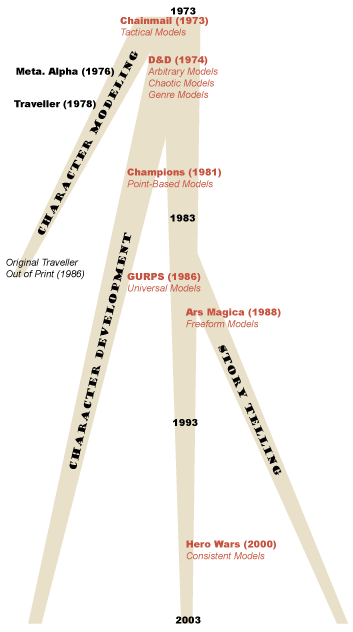 1973
Chainmail (1973)
Tactical Models
D&D (1974)
Arbitrary Models
Chaotic Models
Genre Models
Meta. Alpha (1976)
Traveller (1978)
CHARACTER MODELING
Champions (1981)
Point-Based Models
1983
Original Traveller
Out of Print (1986)
CHARACTER DEVELOPMENT
GURPS (1986)
Universal Models
Ars Magica (1988)
Freeform Models
STORY TELLING
1993
Hero Wars (2000)
Consistent Models
2003